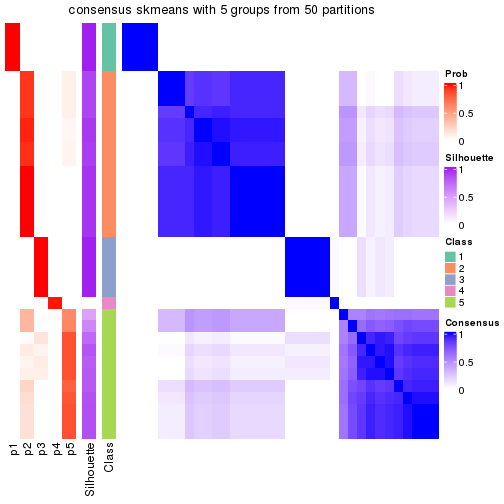 consensus skmeans with 5 groups from 50 partitions
Prob
1
0.5
0
Silhouette
1
0.5
0
Class
1
2
3
4
5
Consensus
1
0.5
0
p1
p2
p3
p4
p5
Silhouette
Class